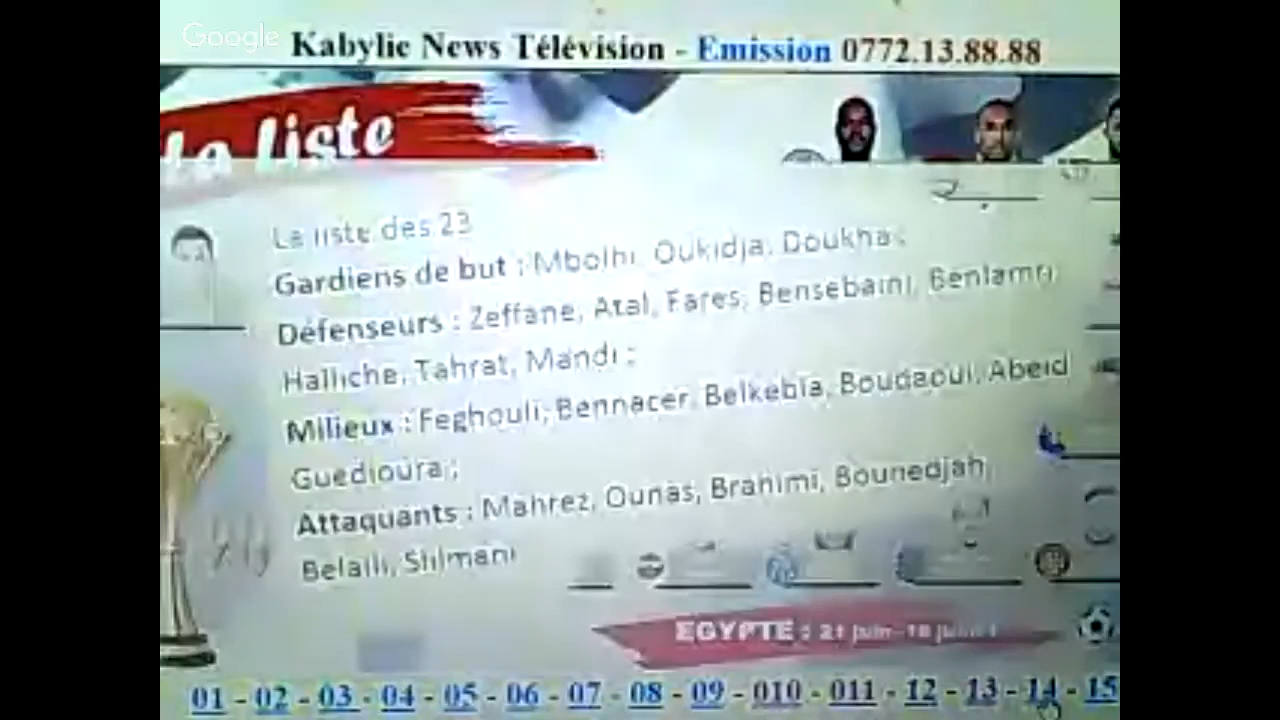 Google
Kabylie News Télévision - Emission 0772.13.88.88
La liste
La liste des 23
Gardiens de but : Mbolhi, Oukidja, Doukha ;
Défenseurs : Zeffane, Atal, Fares, Bensebaini, Benlamri,
Halliche, Tahrat, Mandi ;
Milieux : Feghouli, Bennacer, Belkebla, Boudaoui, Abeid
Guedioura ;
Attaquants : Mahrez, Ounas, Brahimi, Bounedjah,
Belaili, Slimani
EGYPTE : 21 juin-
01 - 02 - 03 - 04 - 05 - 06 - 07 - 08 - 09 - 010 - 011 - 12 - 13 - 14 - 15